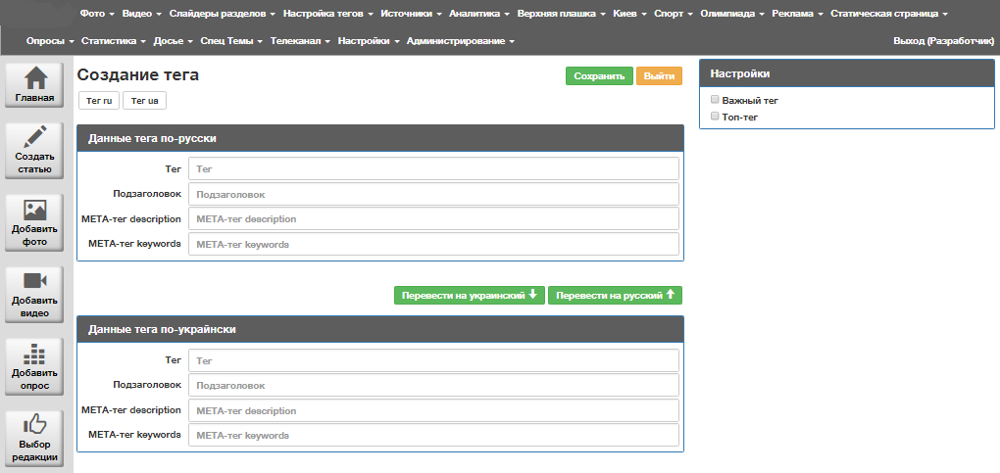 Фото Видео Слайдеры разделов Настройка тегов Источники Аналитика Верхняя плашка Киев Спорт Олимпиада Реклама Статическая страница
Опросы Статистика Досье Спец Темы Телеканал Настройки Администрирование Выход (Разработчик)
Главная
Создать
статью
Добавить
фото
Добавить
видео
Добавить
опрос
Выбор
редакции
Создание тега
Сохранить Выйти
Тег ru Тег ua
Данные тега по-русски
Тег Тег
Подзаголовок Подзаголовок
META-тег description META-тег description
META-тег keywords META-тег keywords
Перевести на украинский Перевести на русский
Данные тега по-украйнски
Тег Тег
Подзаголовок Подзаголовок
META-тег description META-тег description
META-тег keywords META-тег keywords
Настройки
Важный тег
Топ-тег